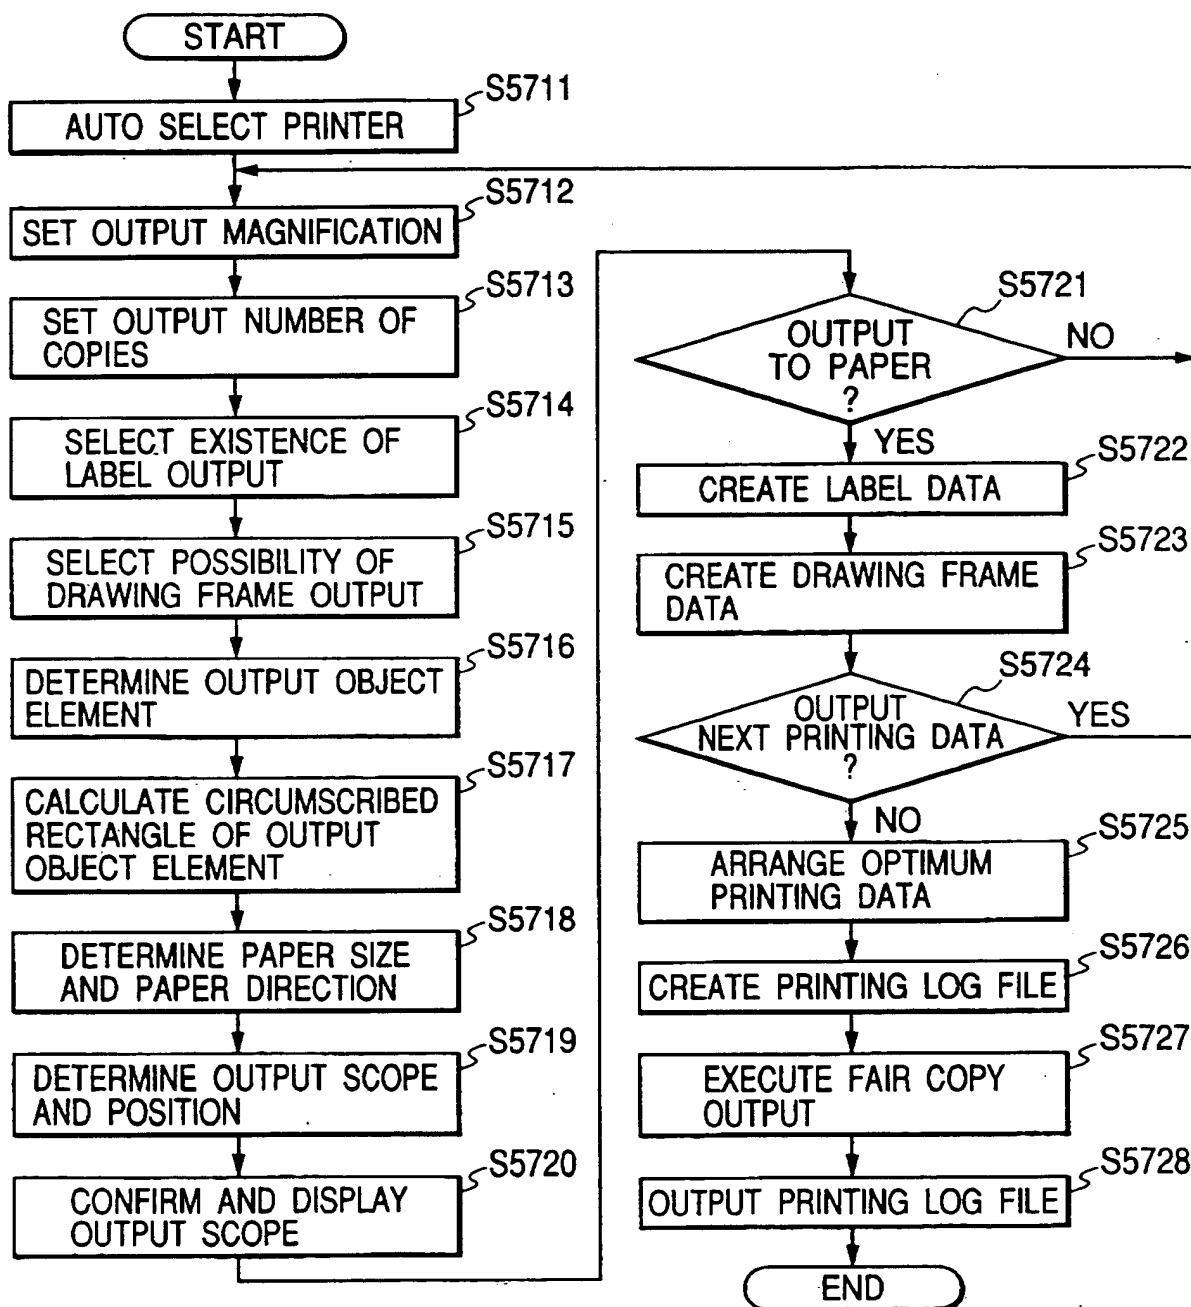 START
S5711
AUTO SELECT PRINTER
S5712
SET OUTPUT MAGNIFICATION
S5713
SET OUTPUT NUMBER OF
COPIES
S5714
SELECT EXISTENCE OF
LABEL OUTPUT
S5715
SELECT POSSIBILITY OF
DRAWING FRAME OUTPUT
S5716
DETERMINE OUTPUT OBJECT
ELEMENT
S5717
CALCULATE CIRCUMSCRIBED
RECTANGLE OF OUTPUT
OBJECT ELEMENT
S5718
DETERMINE PAPER SIZE
AND PAPER DIRECTION
S5719
DETERMINE OUTPUT SCOPE
AND POSITION
S5720
CONFIRM AND DISPLAY
OUTPUT SCOPE
S5721
OUTPUT
TO PAPER
?
NO
YES
S5722
CREATE LABEL DATA
S5723
CREATE DRAWING FRAME
DATA
S5724
OUTPUT
NEXT PRINTING DATA
?
YES
NO
S5725
ARRANGE OPTIMUM
PRINTING DATA
S5726
CREATE PRINTING LOG FILE
S5727
EXECUTE FAIR COPY
OUTPUT
S5728
OUTPUT PRINTING LOG FILE
END